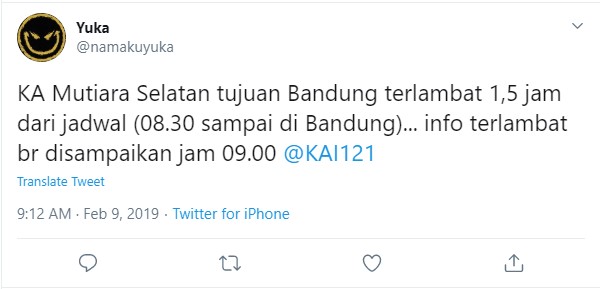 Yuka
@namakuyuka
KA Mutiara Selatan tujuan Bandung terlambat 1,5 jam
dari jadwal (08.30 sampai di Bandung)... info terlambat
br disampaikan jam 09.00 @KAI121
Translate Tweet
9:12 AM · Feb 9, 2019 · Twitter for iPhone